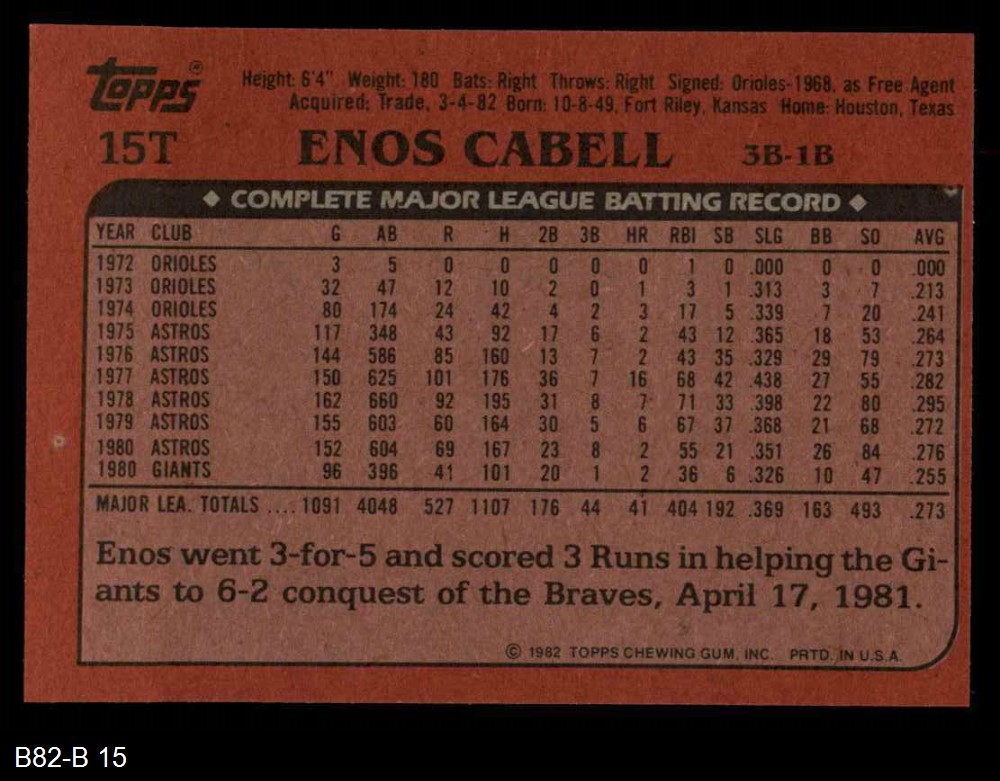 Topps® Height: 6'4" Weight: 180 Bats: Right Throws: Right Signed: Orioles-1968, as Free Agent
Acquired: Trade, 3-4-82 Born: 10-8-49, Fort Riley, Kansas Home: Houston, Texas
15T ENOS CABELL 3B-1B
◆ COMPLETE MAJOR LEAGUE BATTING RECORD ◆
YEAR CLUB G AB R H 2B 3B HR RBI SB SLG BB SO AVG
1972 ORIOLES 3 5 0 0 0 0 0 1 0 .000 0 0 .000
1973 ORIOLES 32 47 12 10 2 0 1 3 1 .313 3 7 .213
1974 ORIOLES 80 174 24 42 4 2 3 17 5 .339 7 20 .241
1975 ASTROS 117 348 43 92 17 6 2 43 12 .365 18 53 .264
1976 ASTROS 144 586 85 160 13 7 2 43 35 .329 29 79 .273
1977 ASTROS 150 625 101 176 36 7 16 68 42 .438 27 55 .282
1978 ASTROS 162 660 92 195 31 8 7 71 33 .398 22 80 .295
1979 ASTROS 155 603 60 164 30 5 6 67 37 .368 21 68 .272
1980 ASTROS 152 604 69 167 23 8 2 55 21 .351 26 84 .276
1980 GIANTS 96 396 41 101 20 1 2 36 6 .326 10 47 .255
MAJOR LEA. TOTALS .... 1091 4048 527 1107 176 44 41 404 192 .369 163 493 .273
Enos went 3-for-5 and scored 3 Runs in helping the Gi-
ants to 6-2 conquest of the Braves, April 17, 1981.
© 1982 TOPPS CHEWING GUM, INC. PRTD. IN U.S.A.
B82-B 15